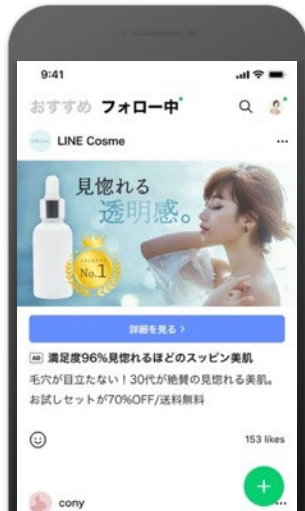 9:41
おすすめ フォロー中
LINE Cosme
見惚れる
透明感。
No.1
詳細を見る >
AD 満足度96%見惚れるほどのスッピン美肌
毛穴が目立たない！30代が絶賛の見惚れる美肌。
お試しセットが70%OFF/送料無料
153 likes
cony